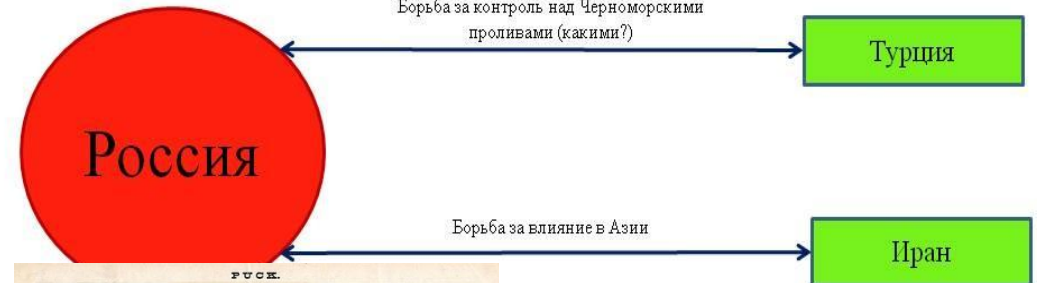 Борьба за контроль над Черноморскими
проливами (какими?)
Турция
Россия
Борьба за влияние в Азии
Иран
PUCK.